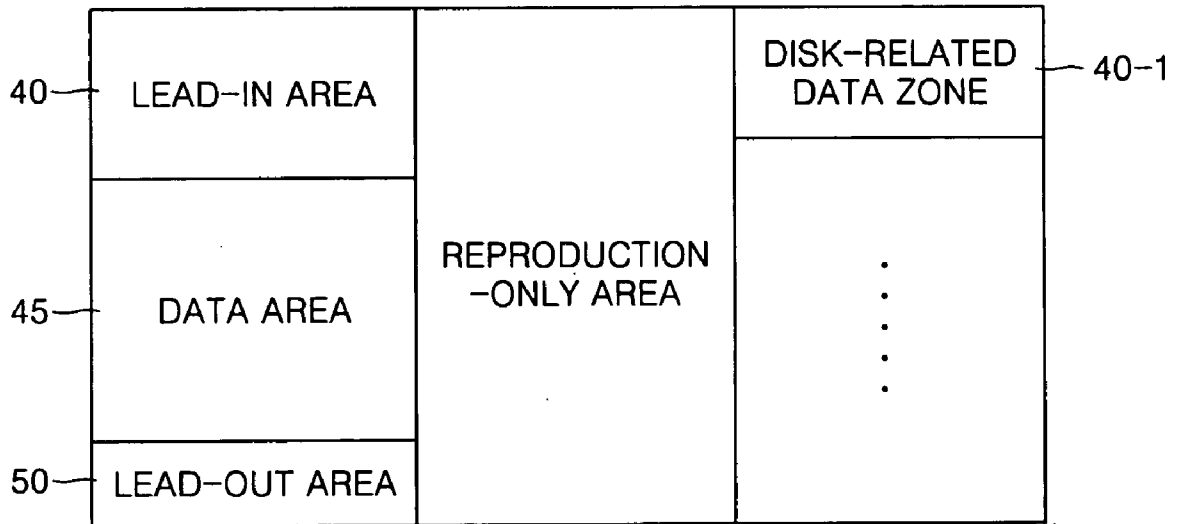 40
LEAD-IN AREA
45
DATA AREA
50
LEAD-OUT AREA
REPRODUCTION
-ONLY AREA
DISK-RELATED
DATA ZONE
40-1